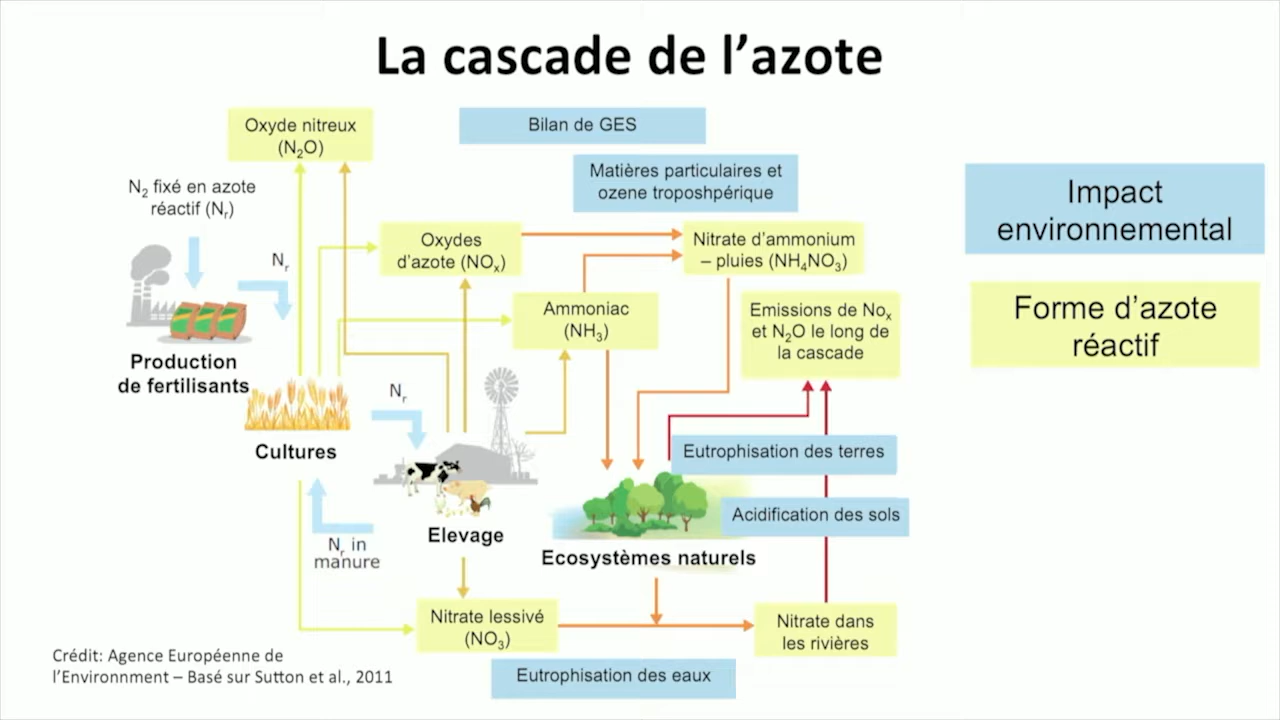 La cascade de l’azote
Oxyde nitreux
(N₂O)
Bilan de GES
Matières particulaires et
ozene troposhpérique
Impact
environnemental
N₂ fixé en azote
réactif (Nᵣ)
Nᵣ
Oxydes
d’azote (NOₓ)
Nitrate d’ammonium
– pluies (NH₄NO₃)
Ammoniac
(NH₃)
Emissions de Noₓ
et N₂O le long de
la cascade
Forme d’azote
réactif
Production
de fertilisants
Nᵣ
Cultures
Eutrophisation des terres
Acidification des sols
Elevage
Nᵣ in
manure
Ecosystèmes naturels
Nitrate lessivé
(NO₃)
Nitrate dans
les rivières
Eutrophisation des eaux
Crédit: Agence Européenne de
l’Environnment – Basé sur Sutton et al., 2011